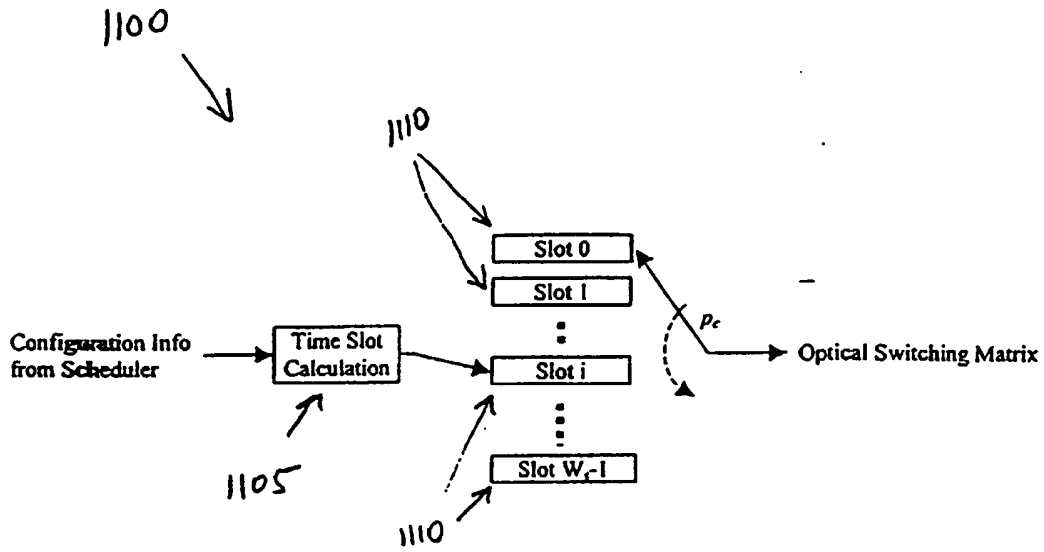 1100
1110
Slot 0
Slot 1
p_c
Configuration Info
from Scheduler
Time Slot
Calculation
Slot i
Optical Switching Matrix
Slot W_s-1
1105
1110